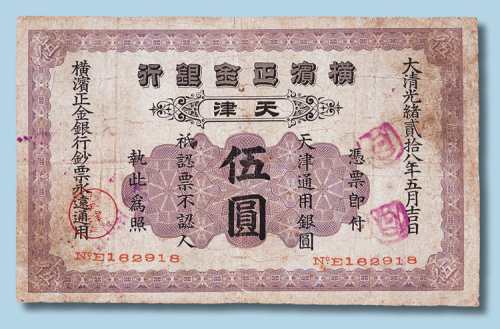 橫濱正金銀行
天津
大清光緒貳拾八年五月吉日
憑票即付
天津通用銀圓
伍圓
祇認票不認人
執此為照
橫濱正金銀行鈔票永遠通用
No E162918
No E162918